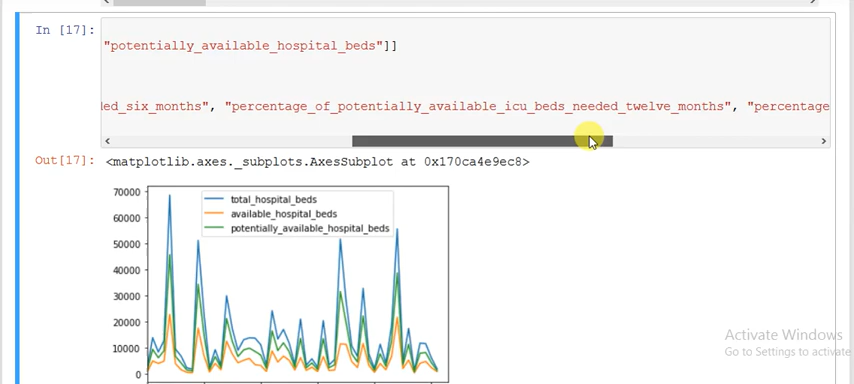 In [17]:
"potentially_available_hospital_beds"]]
ded_six_months", "percentage_of_potentially_available_icu_beds_needed_twelve_months", "percentage
Out[17]: <matplotlib.axes._subplots.AxesSubplot at 0x170ca4e9ec8>
70000
60000
50000
40000
30000
20000
10000
0
total_hospital_beds
available_hospital_beds
potentially_available_hospital_beds
Activate Windows
Go to Settings to activate